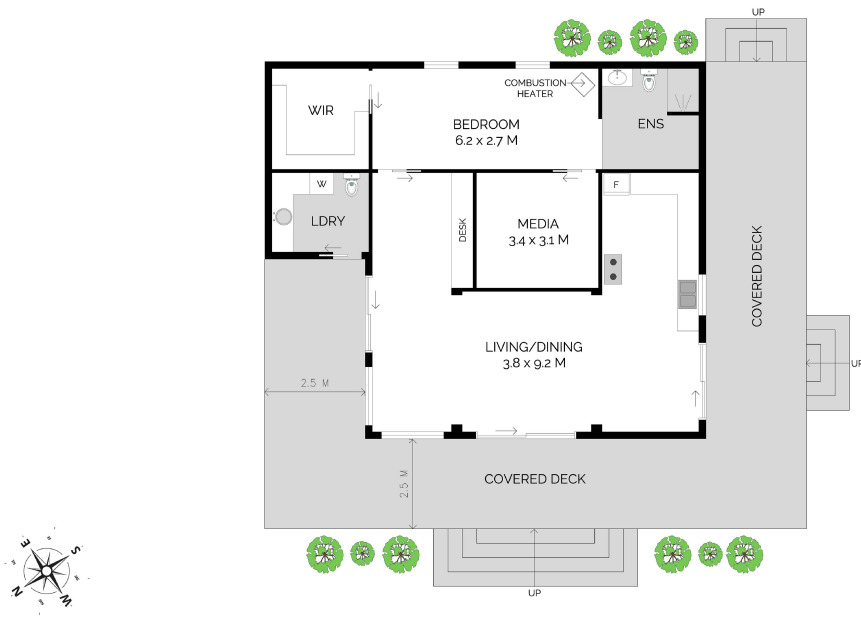 UP
COMBUSTION
HEATER
WIR
BEDROOM
6.2 x 2.7 M
ENS
W
F
LDRY
DESK
MEDIA
3.4 x 3.1 M
COVERED DECK
LIVING/DINING
3.8 x 9.2 M
UP
2.5 M
2.5 M
COVERED DECK
E
S
N
W
UP